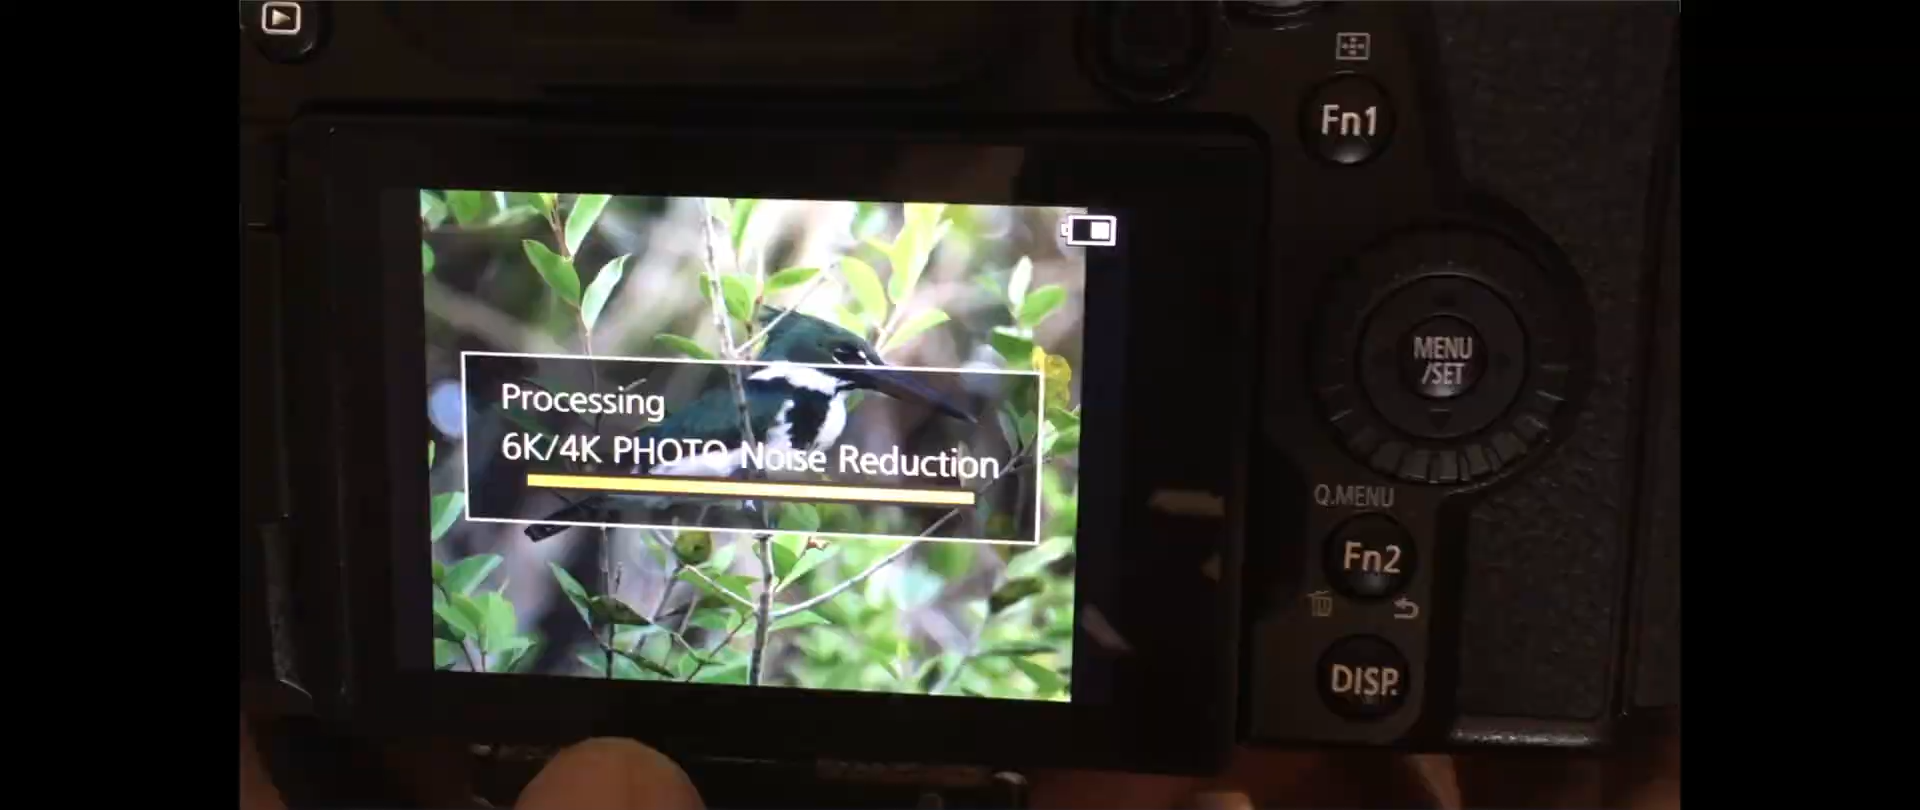 Fn1
Processing
6K/4K PHOTO Noise Reduction
MENU
/SET
Q.MENU
Fn2
DISP.